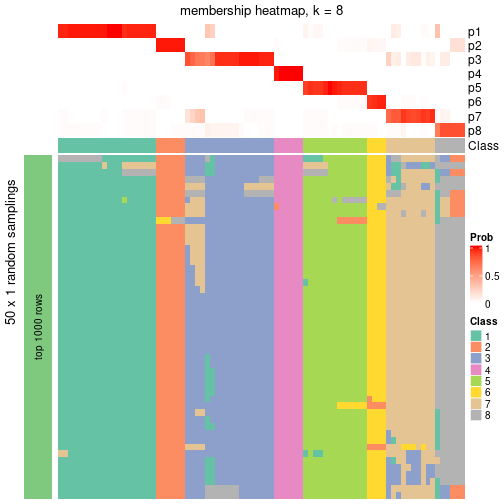 membership heatmap, k = 8
p1
p2
p3
p4
p5
p6
p7
p8
Class
50 x 1 random samplings
top 1000 rows
Prob
1
0.5
0
Class
1
2
3
4
5
6
7
8